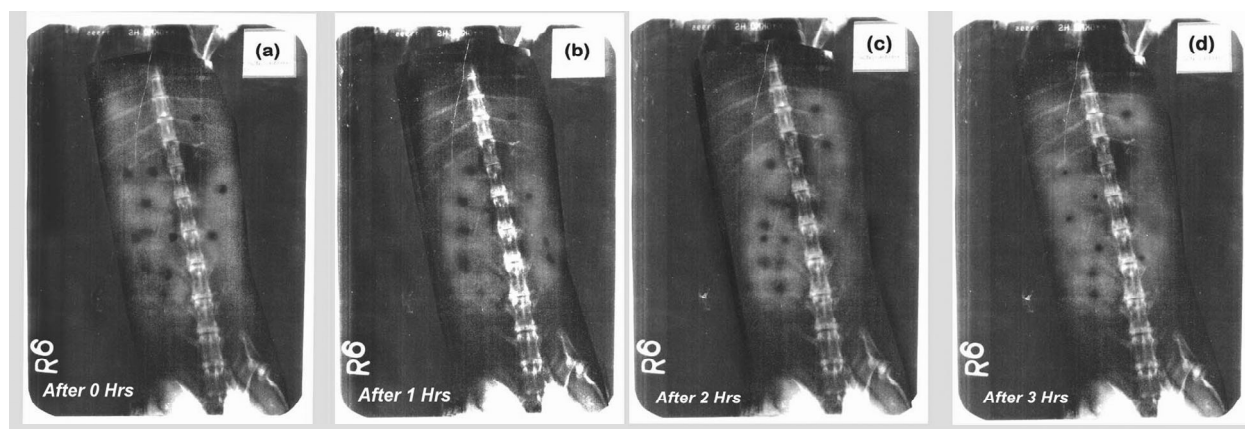 (a)
R6
After 0 Hrs
(b)
R6
After 1 Hrs
(c)
R6
After 2 Hrs
(d)
R6
After 3 Hrs